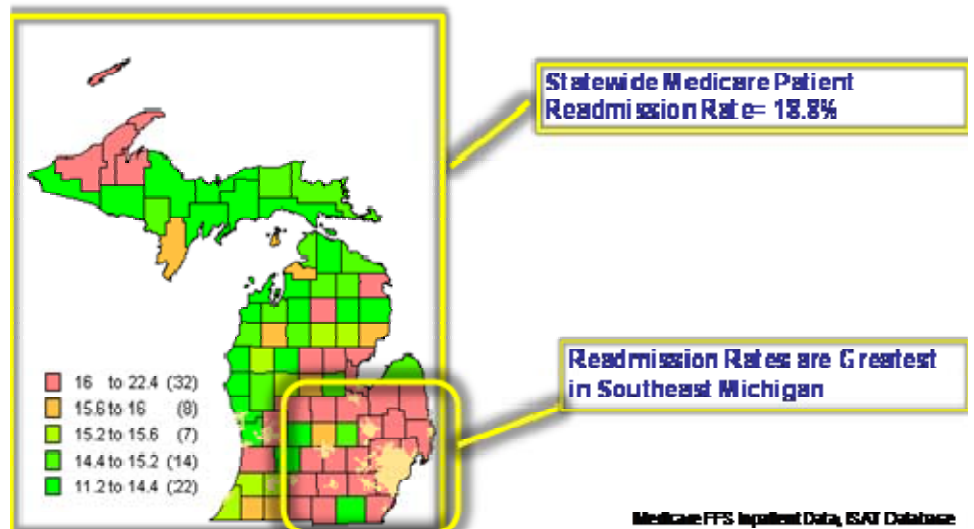 Statewide Medicare Patient
Readmission Rate= 18.8%
Readmission Rates are Greatest
in Southeast Michigan
16 to 22.4 (32)
15.6 to 16 (8)
15.2 to 15.6 (7)
14.4 to 15.2 (14)
11.2 to 14.4 (22)
Medicare FFS Inpatient Data, ISAT Database